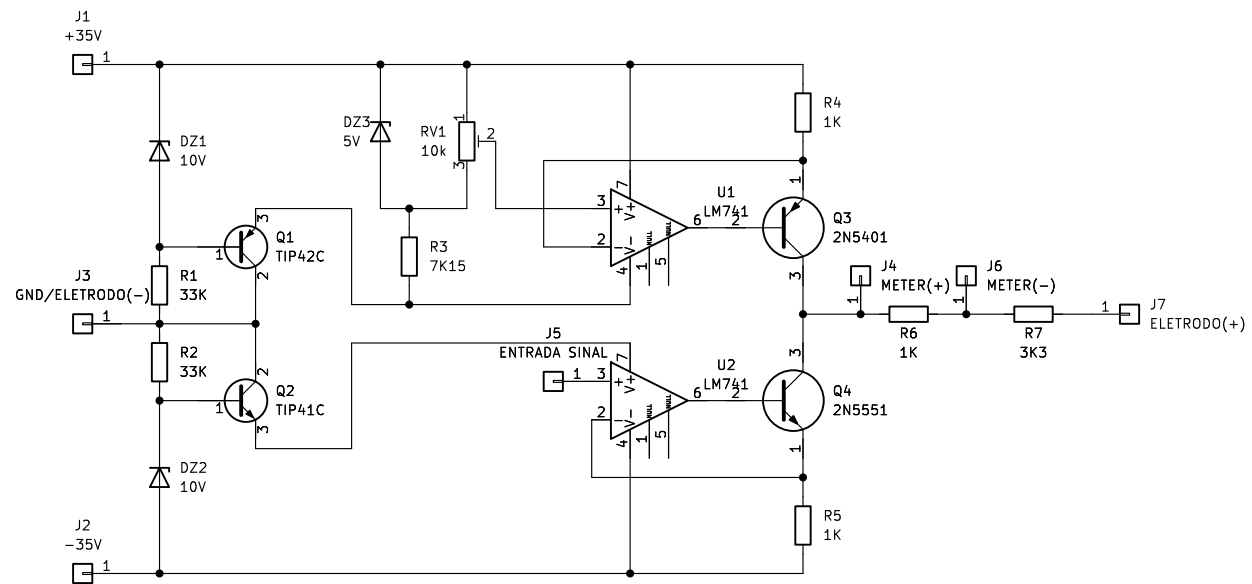 J1
+35V
1
DZ1
10V
DZ3
5V
RV1
10k
1
2
3
R4
1K
3
Q1
TIP42C
1
2
R3
7K15
7
3
+
V+
2
V-
4
NULL
1
5
U1
LM741
6
2
1
Q3
2N5401
3
J3
GND/ELETRODO(-)
1
R1
33K
R2
33K
J4
METER(+)
1
J6
METER(-)
1
R6
1K
R7
3K3
1
J7
ELETRODO(+)
2
Q2
TIP41C
1
3
J5
ENTRADA SINAL
1
7
3
+
V+
2
V-
4
NULL
1
5
U2
LM741
6
2
3
Q4
2N5551
1
DZ2
10V
R5
1K
J2
-35V
1